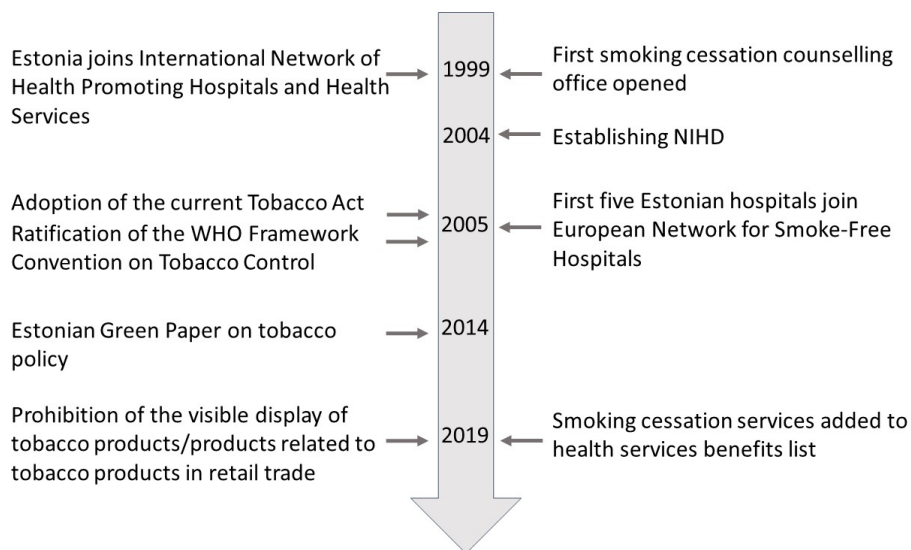 Estonia joins International Network of
Health Promoting Hospitals and Health
Services
1999
First smoking cessation counselling
office opened
2004
Establishing NIHD
Adoption of the current Tobacco Act
Ratification of the WHO Framework
Convention on Tobacco Control
2005
First five Estonian hospitals join
European Network for Smoke-Free
Hospitals
Estonian Green Paper on tobacco
policy
2014
Prohibition of the visible display of
tobacco products/products related to
tobacco products in retail trade
2019
Smoking cessation services added to
health services benefits list